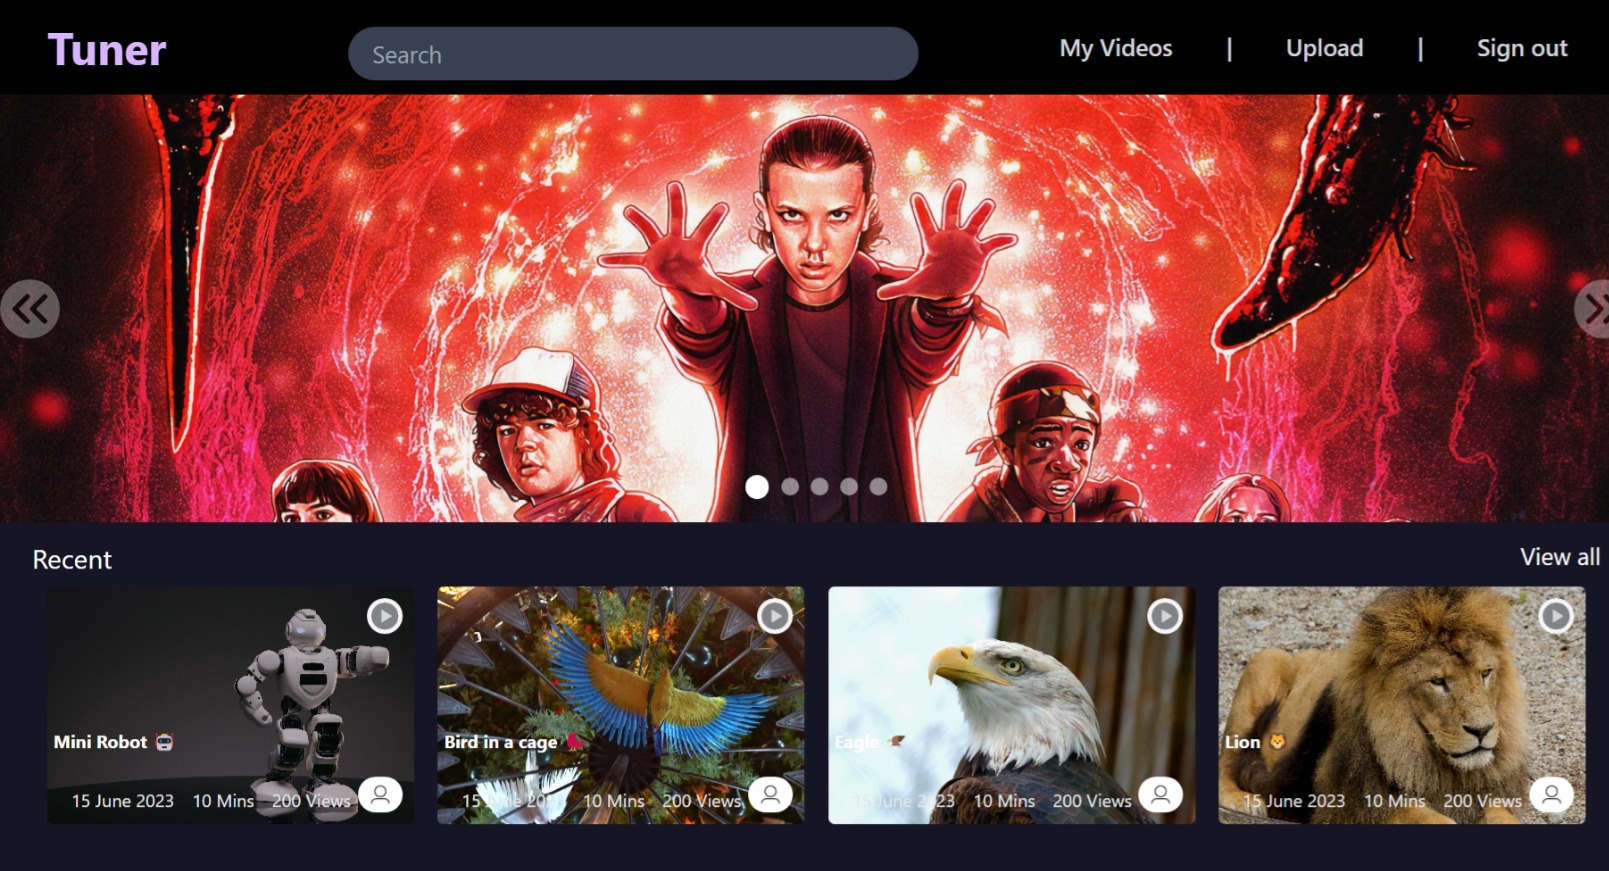 Tuner
Search
My Videos | Upload | Sign out
Recent
View all
Mini Robot 🤖
15 June 2023 10 Mins 200 Views
Bird in a cage
15 June 2023 10 Mins 200 Views
Eagle
15 June 2023 10 Mins 200 Views
Lion 🦁
15 June 2023 10 Mins 200 Views